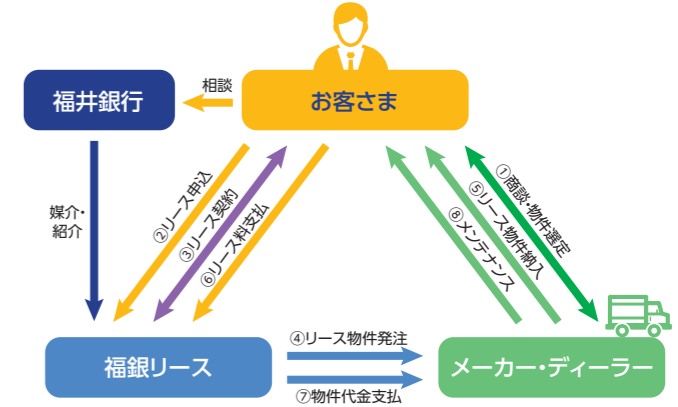 相談
福井銀行
お客さま
媒介・
紹介
②リース申込
③リース契約
⑥リース料支払
①商談・物件選定
⑤リース物件納入
⑧メンテナンス
④リース物件発注
福銀リース
メーカー・ディーラー
⑦物件代金支払